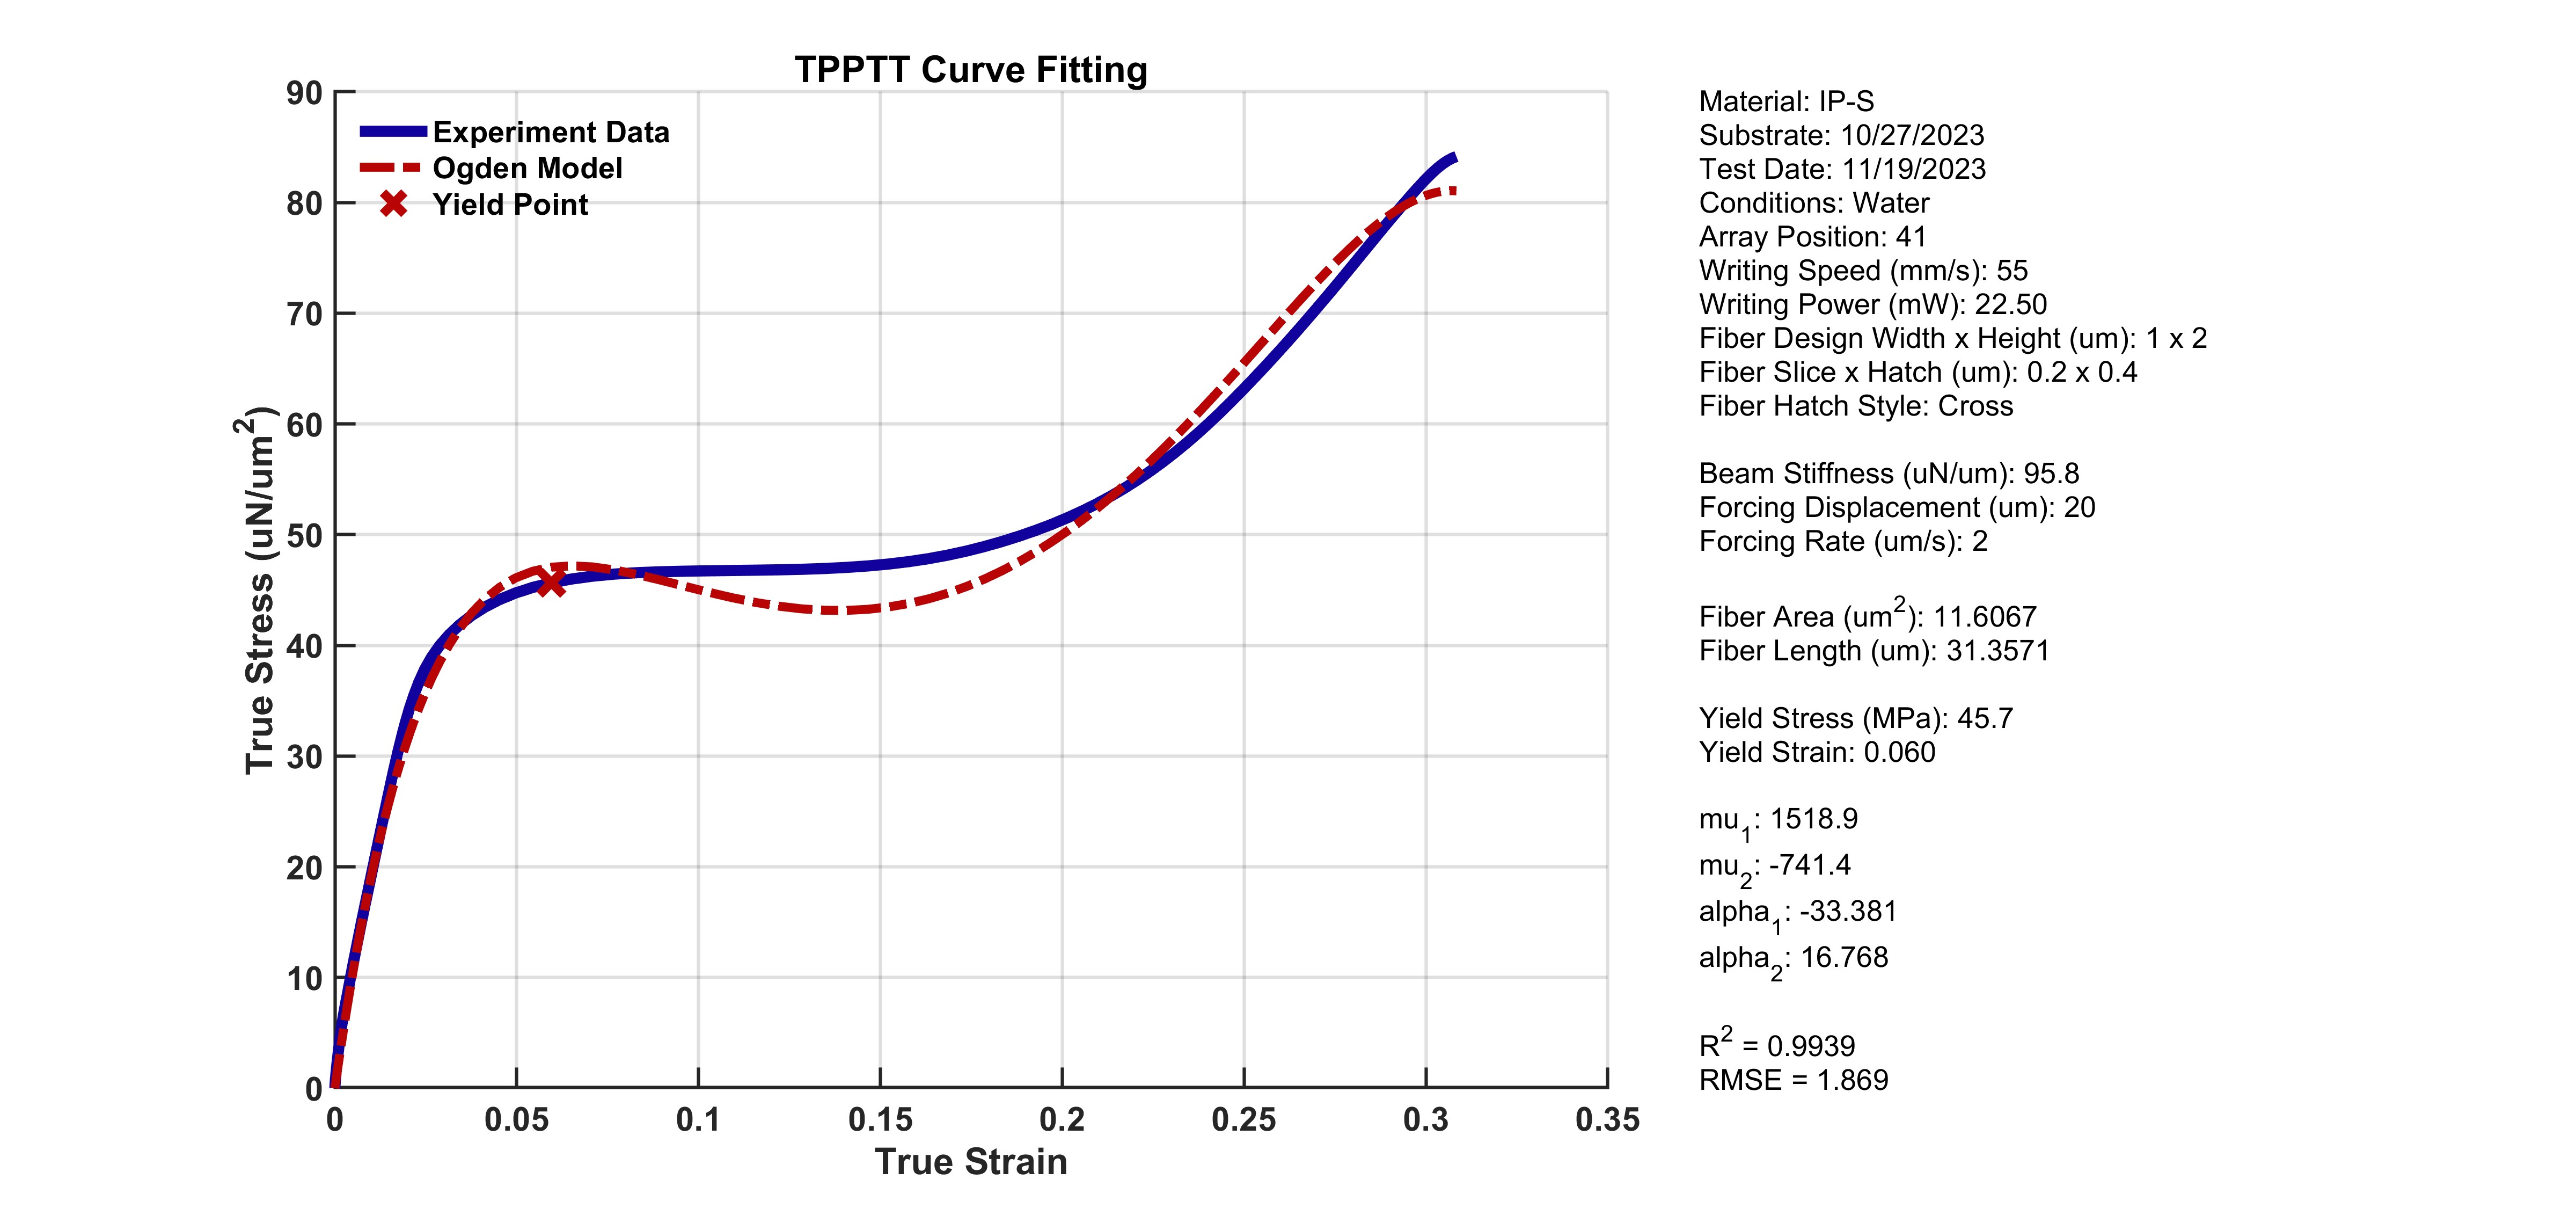 TPPTT Curve Fitting
90
80
70
60
50
40
30
20
10
0
True Stress (uN/um²)
Experiment Data
Ogden Model
Yield Point
0 0.05 0.1 0.15 0.2 0.25 0.3 0.35
True Strain
Material: IP-S
Substrate: 10/27/2023
Test Date: 11/19/2023
Conditions: Water
Array Position: 41
Writing Speed (mm/s): 55
Writing Power (mW): 22.50
Fiber Design Width x Height (um): 1 x 2
Fiber Slice x Hatch (um): 0.2 x 0.4
Fiber Hatch Style: Cross
Beam Stiffness (uN/um): 95.8
Forcing Displacement (um): 20
Forcing Rate (um/s): 2
Fiber Area (um²): 11.6067
Fiber Length (um): 31.3571
Yield Stress (MPa): 45.7
Yield Strain: 0.060
mu₁: 1518.9
mu₂: -741.4
alpha₁: -33.381
alpha₂: 16.768
R² = 0.9939
RMSE = 1.869